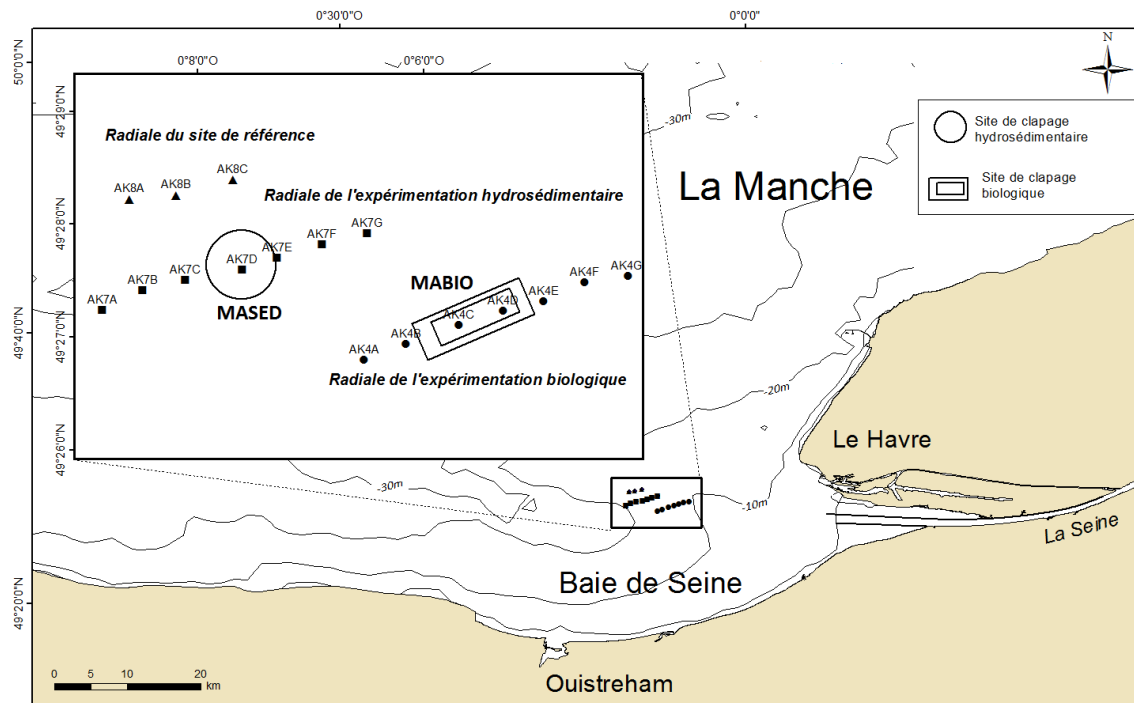 0°30'0"O
0°0'0"
N
50°0'0"N
49°40'0"N
49°20'0"N
0°8'0"O
0°6'0"O
49°29'0"N
49°28'0"N
49°27'0"N
49°26'0"N
Radiale du site de référence
AK8A
AK8B
AK8C
Radiale de l'expérimentation hydrosédimentaire
AK7A
AK7B
AK7C
AK7D
AK7E
AK7F
AK7G
MASED
MABIO
AK4A
AK4B
AK4C
AK4D
AK4E
AK4F
AK4G
Radiale de l'expérimentation biologique
-30m
La Manche
Site de clapage
hydrosédimentaire
Site de clapage
biologique
-20m
Le Havre
-30m
-10m
La Seine
Baie de Seine
Ouistreham
0 5 10 20
km